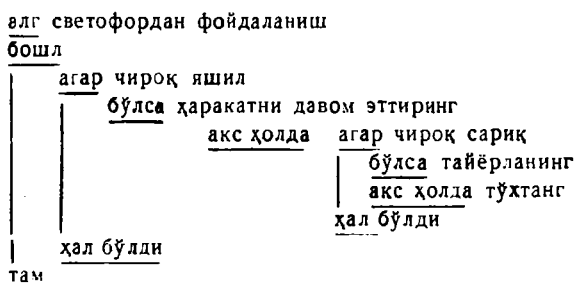 алг светофордан фойдаланиш
бошл
агар чироқ яшил
бўлса ҳаракатни давом эттиринг
акс ҳолда агар чироқ сариқ
бўлса тайёрланинг
акс ҳолда тўхтанг
ҳал бўлди
ҳал бўлди
там